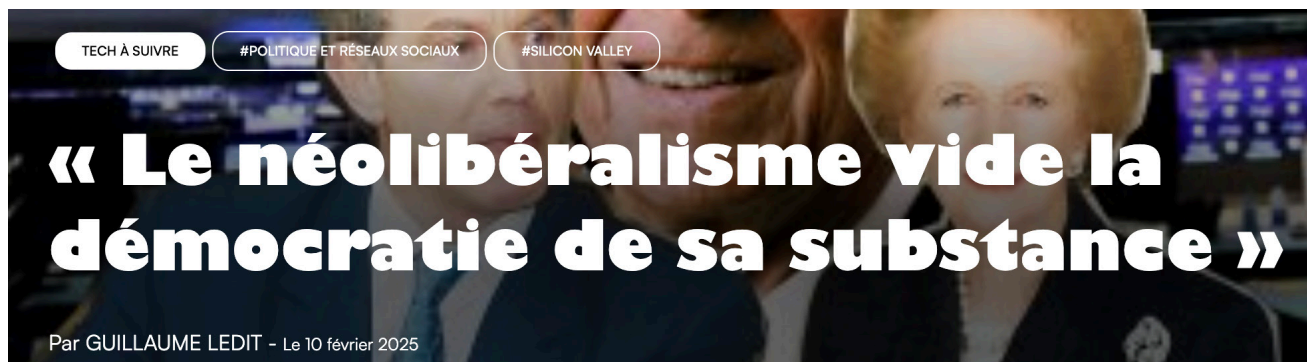 TECH À SUIVRE
#POLITIQUE ET RÉSEAUX SOCIAUX
#SILICON VALLEY
« Le néolibéralisme vide la
démocratie de sa substance »
Par GUILLAUME LEDIT - Le 10 février 2025